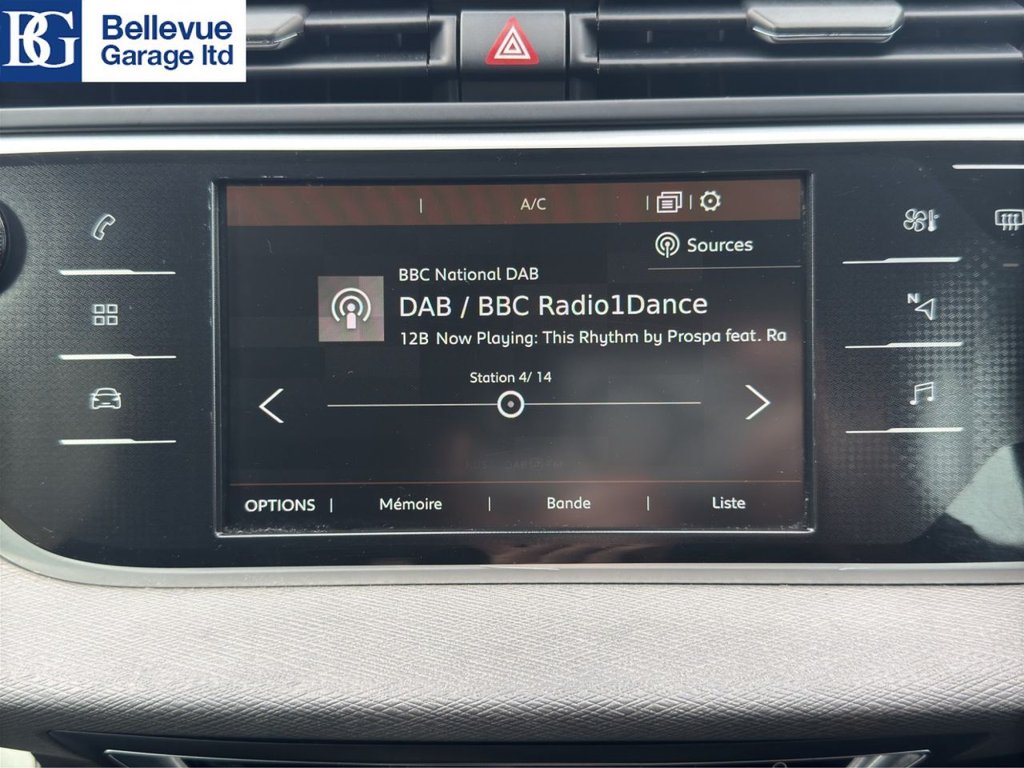 BG
Bellevue
Garage ltd
A/C
Sources
BBC National DAB
DAB / BBC Radio1Dance
12B Now Playing: This Rhythm by Prospa feat. Ra
Station 4/ 14
OPTIONS
Mémoire
Bande
Liste
N